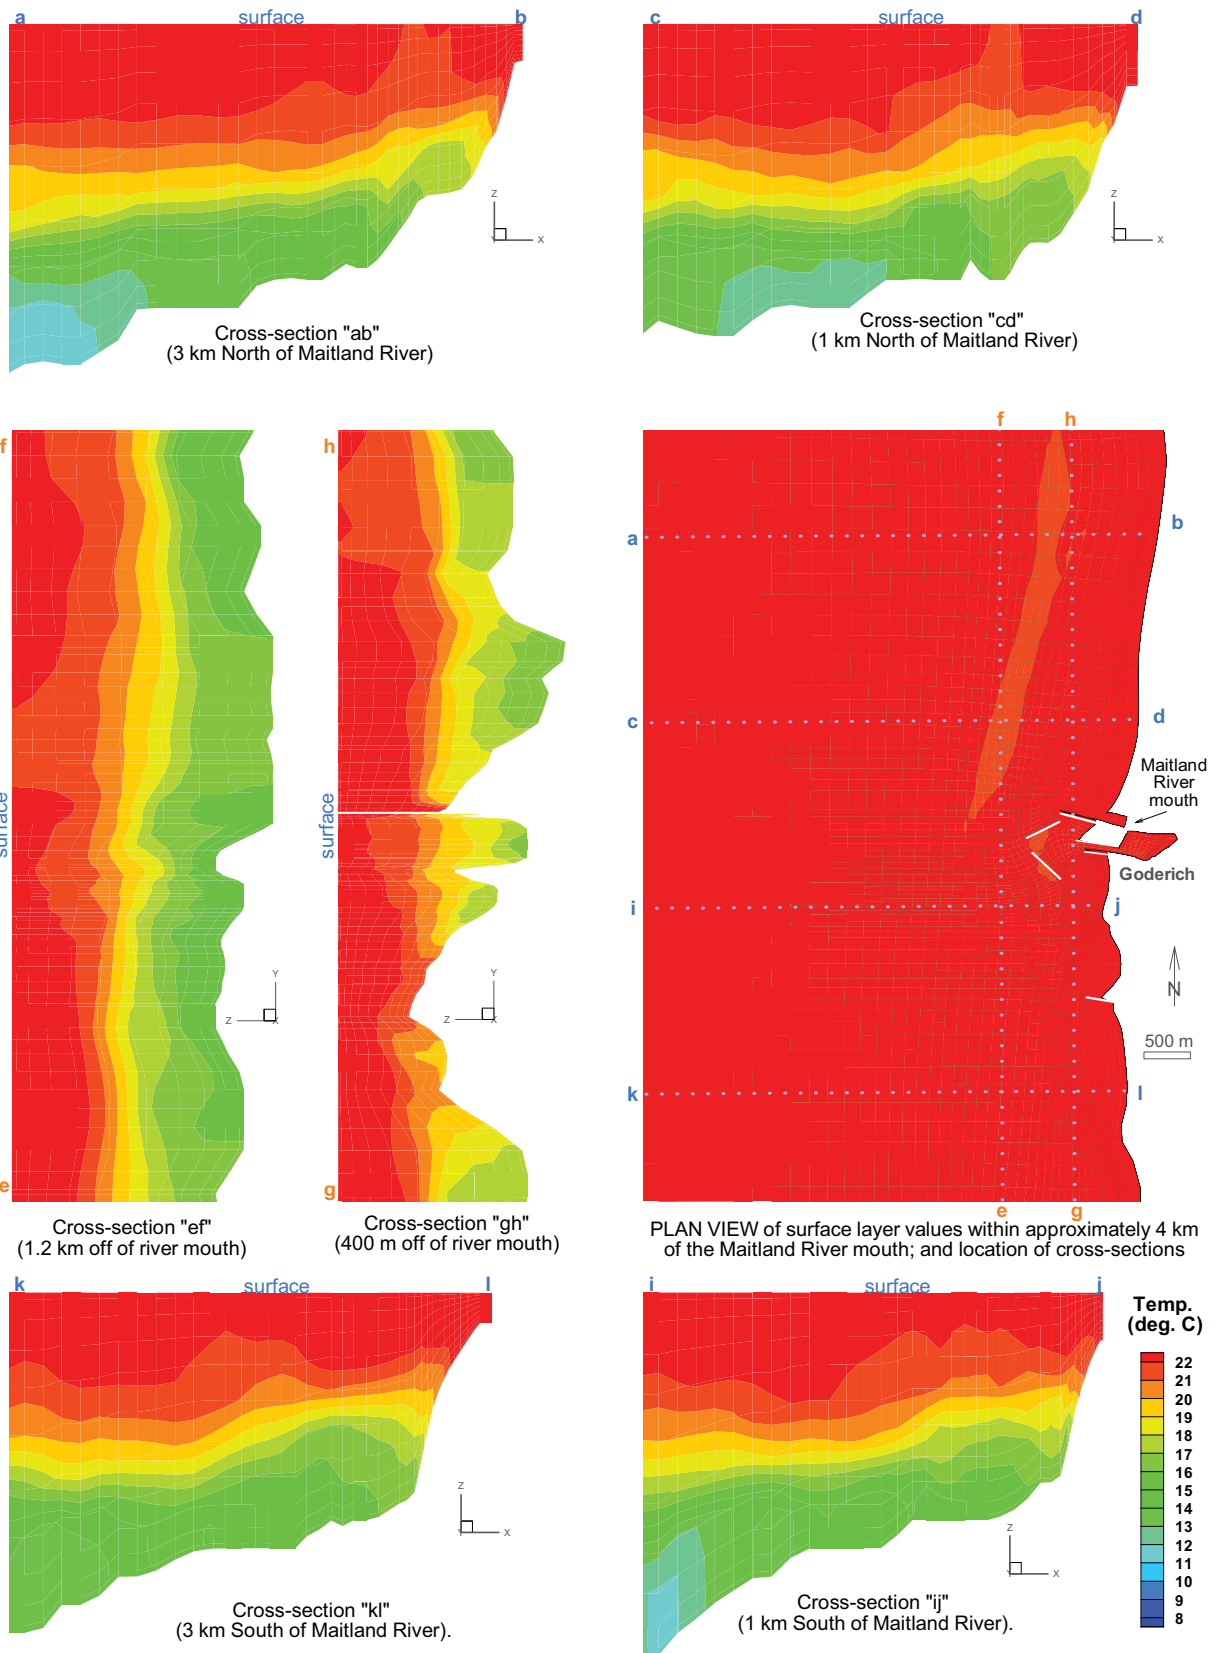 a surface b
c surface d
Z
X
Z
X
Cross-section "ab"
(3 km North of Maitland River)
Cross-section "cd"
(1 km North of Maitland River)
f
h
f h
a
b
c
d
surface
surface
Maitland
River
mouth
Goderich
i
j
N
500 m
k
l
Y
Z X
Y
Z X
e
g
e g
Cross-section "ef"
(1.2 km off of river mouth)
Cross-section "gh"
(400 m off of river mouth)
PLAN VIEW of surface layer values within approximately 4 km
of the Maitland River mouth; and location of cross-sections
k surface l
i surface j
Temp.
(deg. C)
22
21
20
19
18
17
16
15
14
13
12
11
10
9
8
Z
Y X
Z
X
Cross-section "kl"
(3 km South of Maitland River).
Cross-section "ij"
(1 km South of Maitland River).